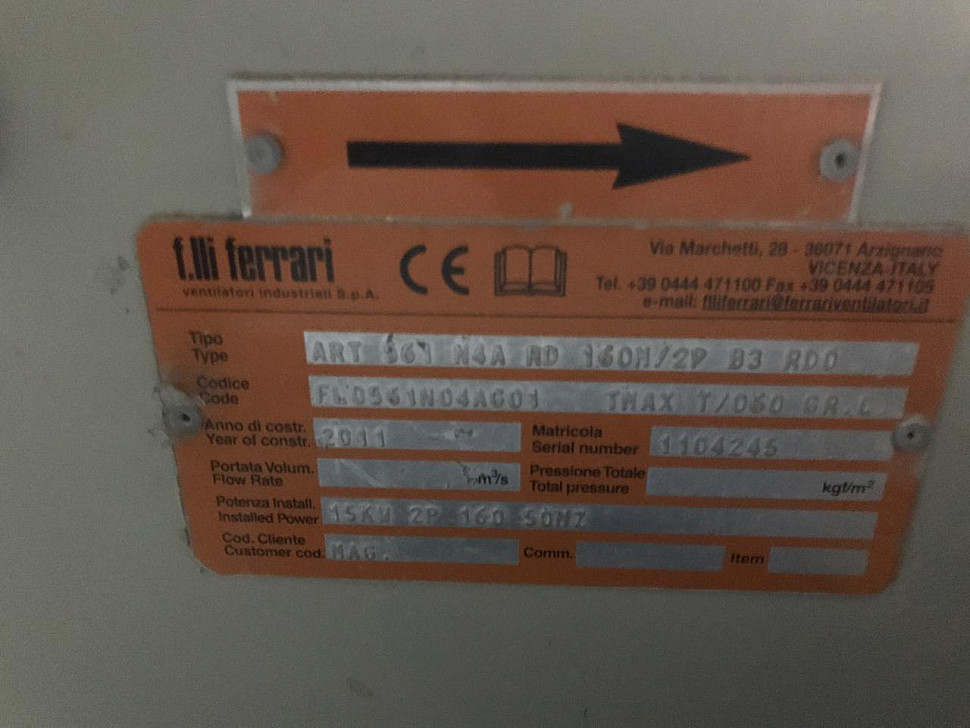 f.lli ferrari
ventilatori industriali S.p.A.
CE
Via Marchetti, 28 - 36071 Arzignano
VICENZA-ITALY
Tel. +39 0444 471100 Fax +39 0444 471105
e-mail: flliferrari@ferrariventilatori.it
Tipo
Type
ART 561 N4A RD 160M/2P B3 RD0
Codice
Code
FL0561N04AG01 TMAX T/060 GR.C
Anno di costr.
Year of constr.
2011
Matricola
Serial number
1104245
Portata Volum.
Flow Rate
m³/s
Pressione Totale
Total pressure
kgf/m²
Potenza Install.
Installed Power
15KW 2P 160 50HZ
Cod. Cliente
Customer cod.
MAG.
Comm.
Item